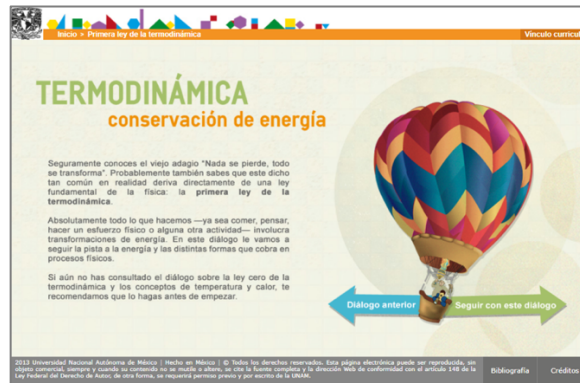 Inicio > Primera ley de la termodinámica
Vínculo curricul
TERMODINÁMICA
conservación de energía
Seguramente conoces el viejo adagio "Nada se pierde, todo
se transforma". Probablemente también sabes que este dicho
tan común en realidad deriva directamente de una ley
fundamental de la física: la primera ley de la
termodinámica.
Absolutamente todo lo que hacemos —ya sea comer, pensar,
hacer un esfuerzo físico o alguna otra actividad— involucra
transformaciones de energía. En este diálogo le vamos a
seguir la pista a la energía y las distintas formas que cobra en
procesos físicos.
Si aún no has consultado el diálogo sobre la ley cero de la
termodinámica y los conceptos de temperatura y calor, te
recomendamos que lo hagas antes de empezar.
Diálogo anterior
Seguir con este diálogo
2013 Universidad Nacional Autónoma de México | Hecho en México | © Todos los derechos reservados. Esta página electrónica puede ser reproducida, sin
objeto comercial, siempre y cuando su contenido no se mutile o altere, se cite la fuente completa y la dirección Web de conformidad con el artículo 148 de la
Ley Federal del Derecho de Autor, de otra forma, se requerirá permiso previo y por escrito de la UNAM.
Bibliografía
Créditos